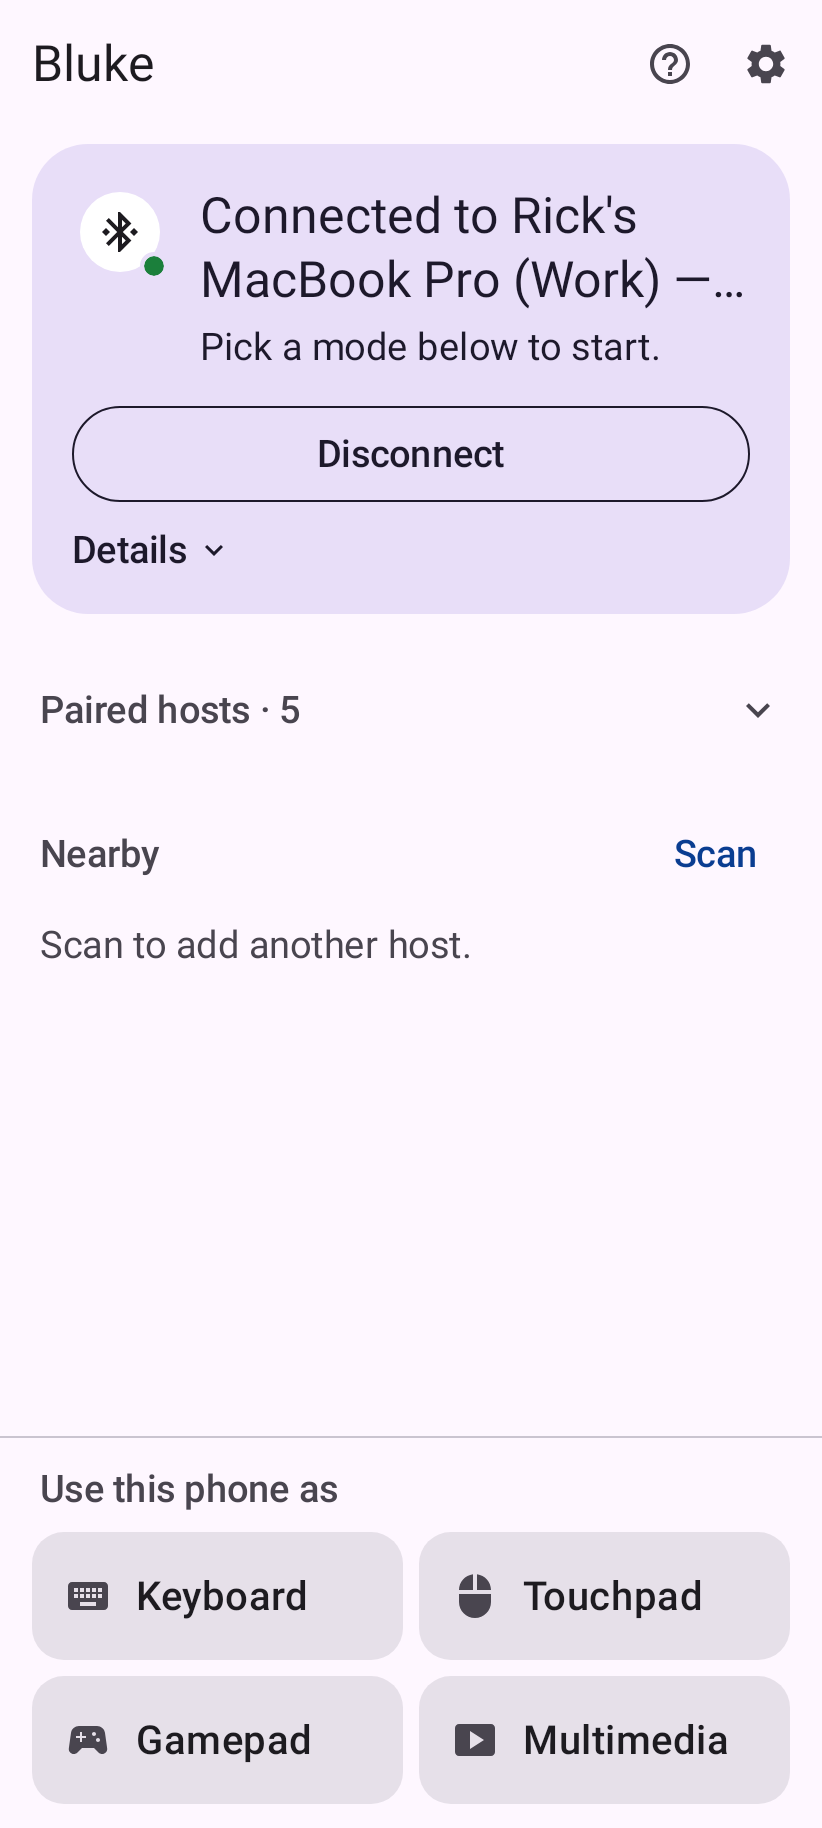 Bluke
Connected to Rick's
MacBook Pro (Work) –…
Pick a mode below to start.
Disconnect
Details
Paired hosts · 5
Nearby
Scan
Scan to add another host.
Use this phone as
Keyboard
Touchpad
Gamepad
Multimedia